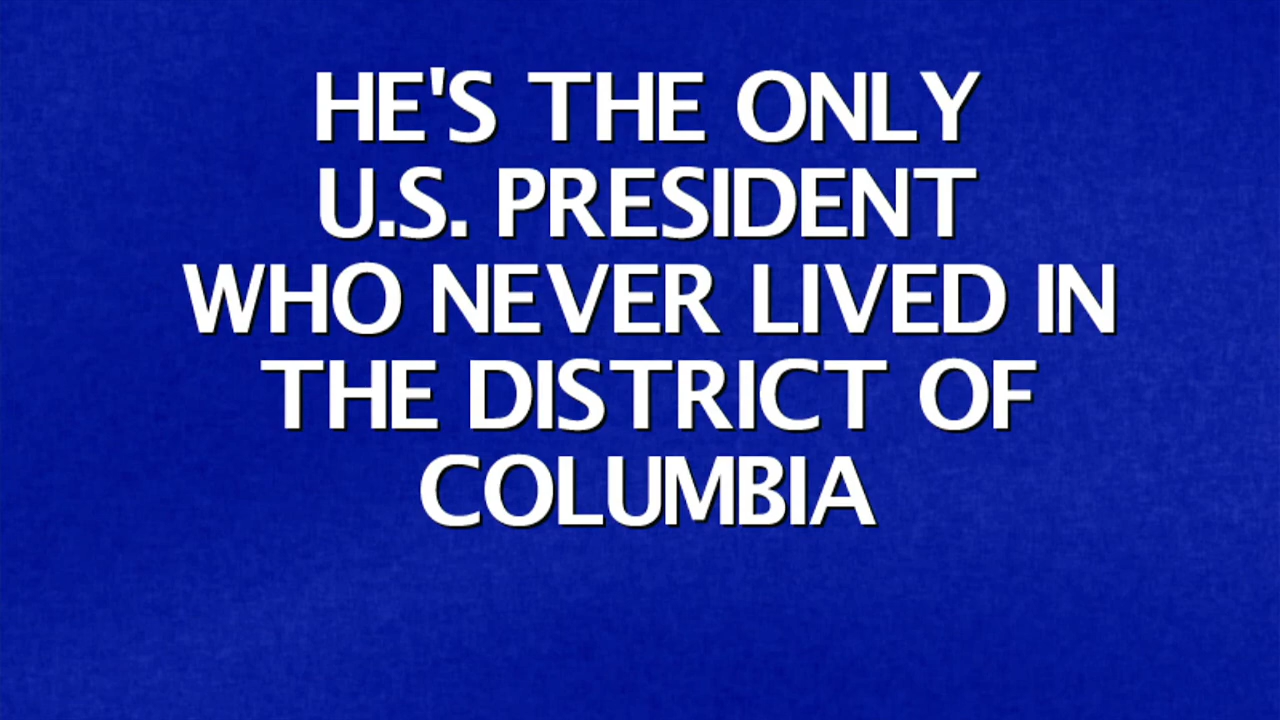 HE'S THE ONLY
U.S. PRESIDENT
WHO NEVER LIVED IN
THE DISTRICT OF
COLUMBIA